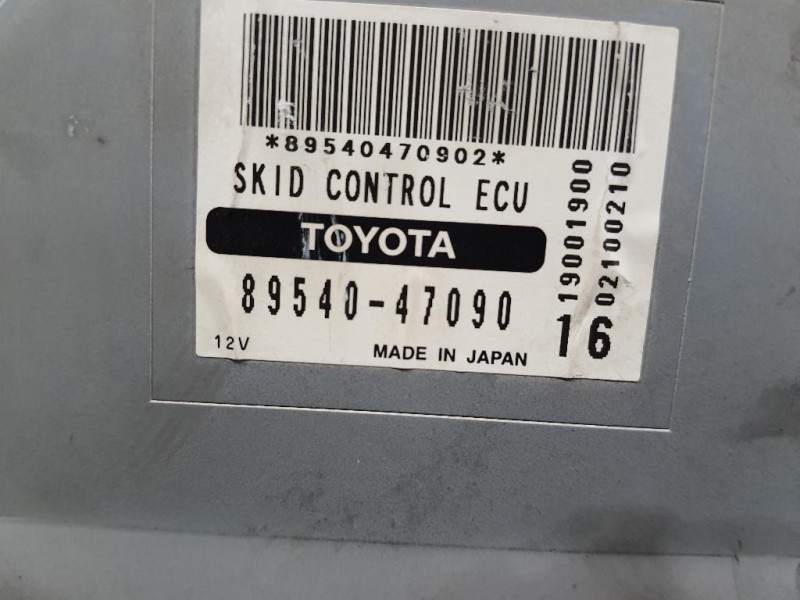 *89540470902*
SKID CONTROL ECU
TOYOTA
89540-47090
12V
MADE IN JAPAN
19001900
02100210
16